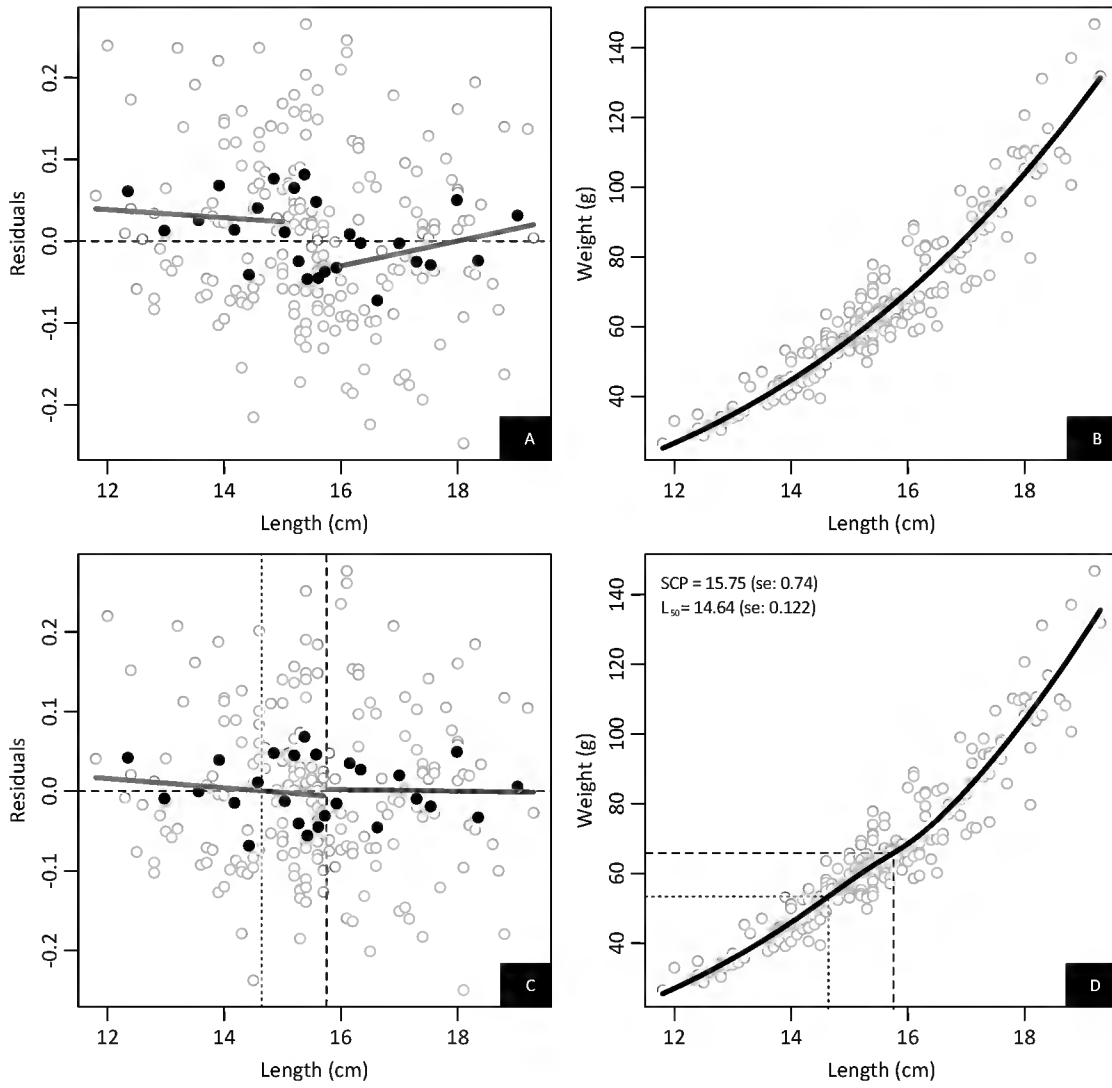 0.2
0.1
0.0
-0.1
-0.2
Residuals
12 14 16 18
Length (cm)
A
140
120
100
80
60
40
Weight (g)
12 14 16 18
Length (cm)
B
0.2
0.1
0.0
-0.1
-0.2
Residuals
12 14 16 18
Length (cm)
C
SCP = 15.75 (se: 0.74)
L₅₀= 14.64 (se: 0.122)
140
120
100
80
60
40
Weight (g)
12 14 16 18
Length (cm)
D